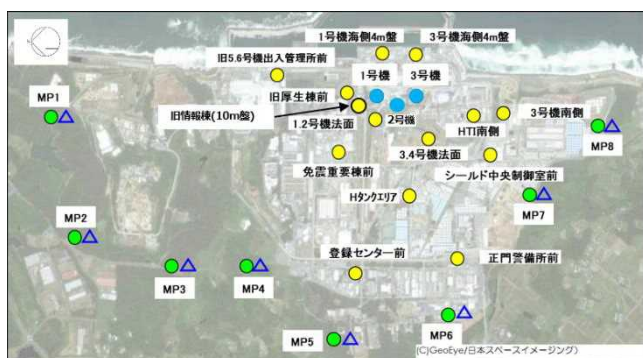 1号機海側4m盤
3号機海側4m盤
旧5.6号機出入管理所前
1号機
3号機
MP1
旧厚生棟前
旧情報棟(10m盤)
2号機
3号機南側
1.2号機法面
HTI南側
MP8
3.4号機法面
免震重要棟前
シールド中央制御室前
Hタンクエリア
MP7
MP2
登録センター前
正門警備所前
MP3
MP4
MP5
MP6
(C)GeoEye/日本スペースイメージング)